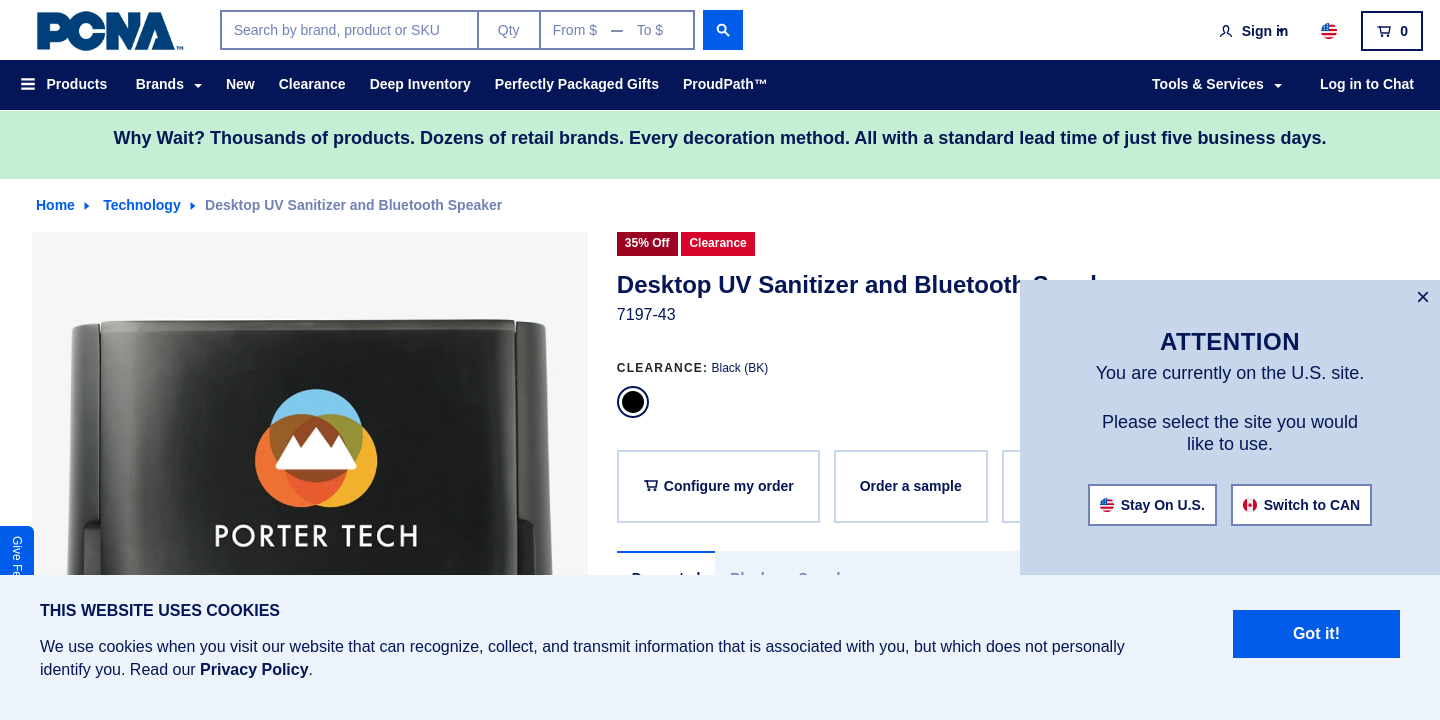 PCNA™
Search by brand, product or SKU
Qty
From $ — To $
Sign in
0
Products
Brands
New
Clearance
Deep Inventory
Perfectly Packaged Gifts
ProudPath™
Tools & Services
Log in to Chat
Why Wait? Thousands of products. Dozens of retail brands. Every decoration method. All with a standard lead time of just five business days.
Home
Technology
Desktop UV Sanitizer and Bluetooth Speaker
35% Off
Clearance
Desktop UV Sanitizer and Bluetooth
7197-43
CLEARANCE: Black (BK)
Configure my order
Order a sample
PORTER TECH
Give
ATTENTION
You are currently on the U.S. site.
Please select the site you would
like to use.
Stay On U.S.
Switch to CAN
×
THIS WEBSITE USES COOKIES
We use cookies when you visit our website that can recognize, collect, and transmit information that is associated with you, but which does not personally
identify you. Read our Privacy Policy.
Got it!